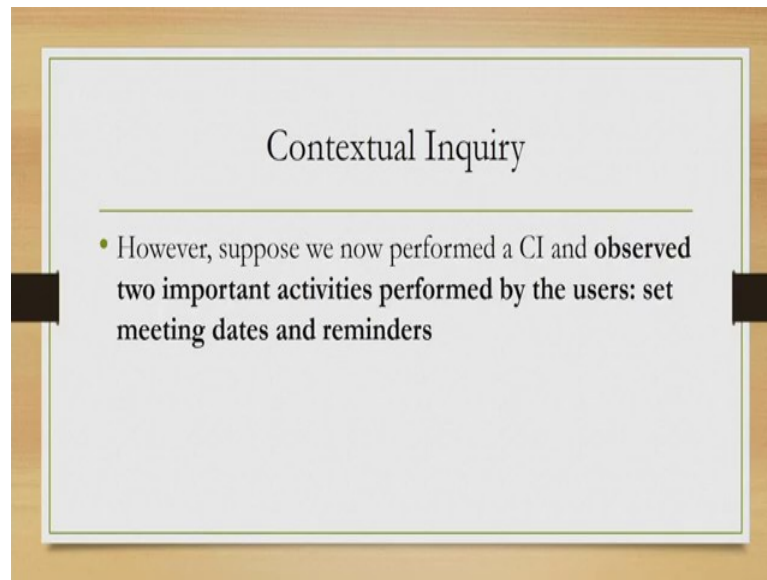 Contextual Inquiry
• However, suppose we now performed a CI and observed
two important activities performed by the users: set
meeting dates and reminders